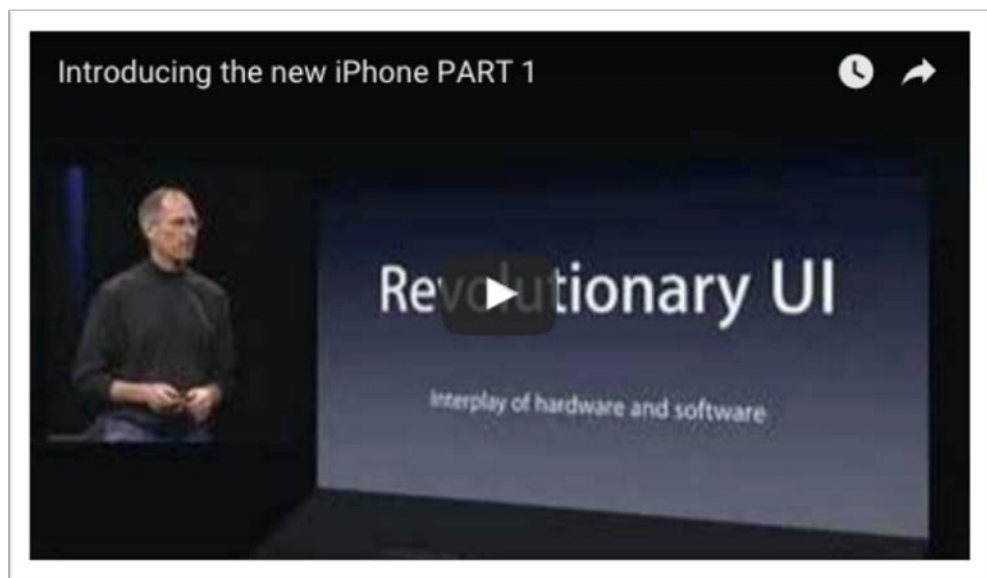 Introducing the new iPhone PART 1
Revolutionary UI
Interplay of hardware and software